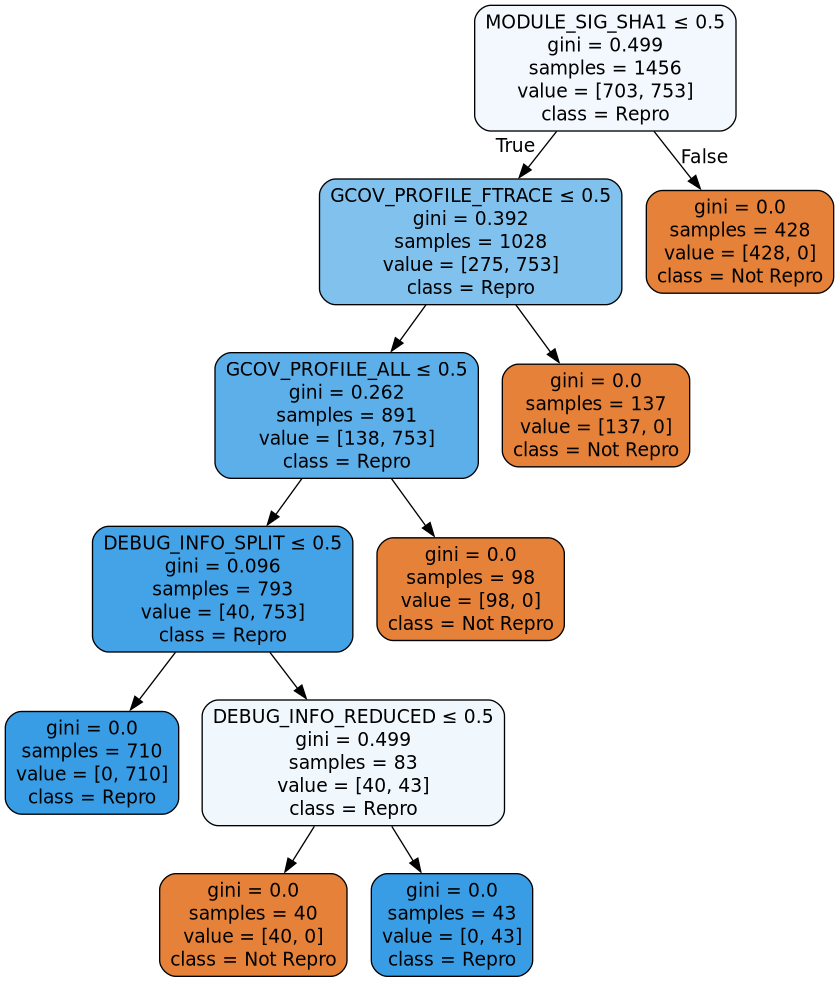 MODULE_SIG_SHA1 ≤ 0.5
gini = 0.499
samples = 1456
value = [703, 753]
class = Repro
True
False
GCOV_PROFILE_FTRACE ≤ 0.5
gini = 0.392
samples = 1028
value = [275, 753]
class = Repro
gini = 0.0
samples = 428
value = [428, 0]
class = Not Repro
GCOV_PROFILE_ALL ≤ 0.5
gini = 0.262
samples = 891
value = [138, 753]
class = Repro
gini = 0.0
samples = 137
value = [137, 0]
class = Not Repro
DEBUG_INFO_SPLIT ≤ 0.5
gini = 0.096
samples = 793
value = [40, 753]
class = Repro
gini = 0.0
samples = 98
value = [98, 0]
class = Not Repro
gini = 0.0
samples = 710
value = [0, 710]
class = Repro
DEBUG_INFO_REDUCED ≤ 0.5
gini = 0.499
samples = 83
value = [40, 43]
class = Repro
gini = 0.0
samples = 40
value = [40, 0]
class = Not Repro
gini = 0.0
samples = 43
value = [0, 43]
class = Repro